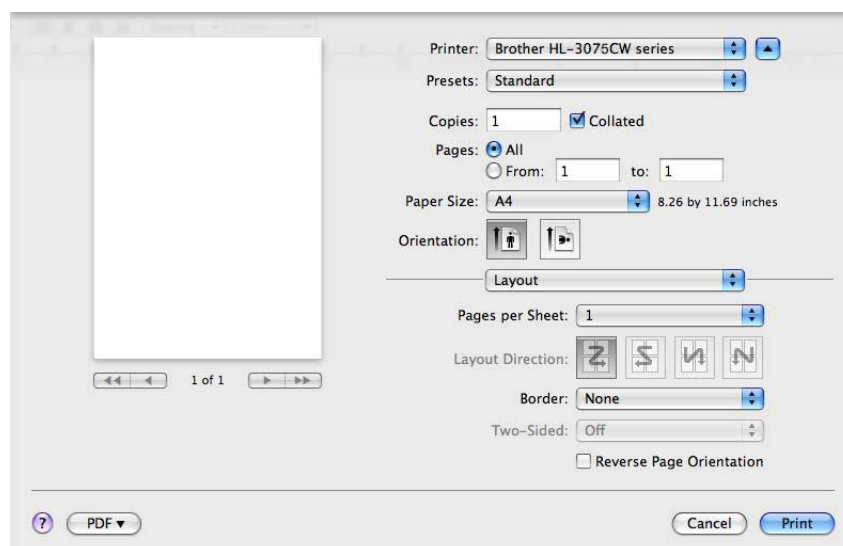 Printer: Brother HL-3075CW series
Presets: Standard
Copies: 1 Collated
Pages: All
From: 1 to: 1
Paper Size: A4 8.26 by 11.69 inches
Orientation:
Layout
Pages per Sheet: 1
Layout Direction:
1 of 1
Border: None
Two-Sided: Off
Reverse Page Orientation
? PDF Cancel Print